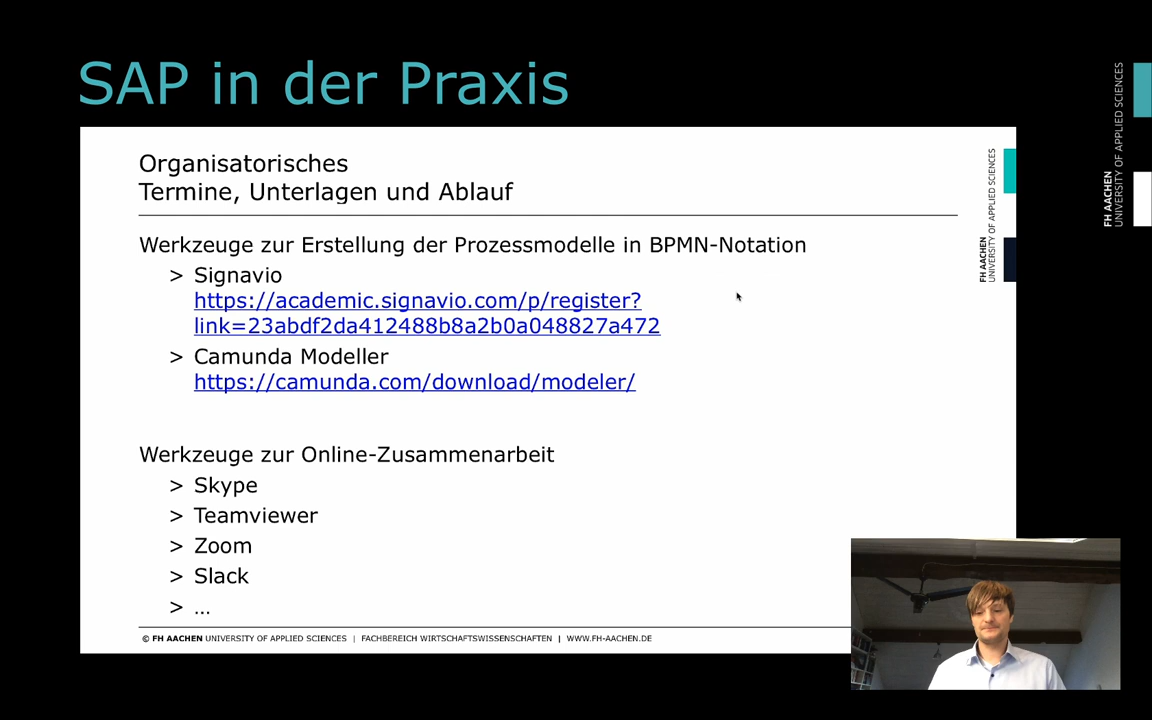 SAP in der Praxis
FH AACHEN
UNIVERSITY OF APPLIED SCIENCES
Organisatorisches
Termine, Unterlagen und Ablauf
FH AACHEN
UNIVERSITY OF APPLIED SCIENCES
Werkzeuge zur Erstellung der Prozessmodelle in BPMN-Notation
> Signavio
https://academic.signavio.com/p/register?
link=23abdf2da412488b8a2b0a048827a472
> Camunda Modeller
https://camunda.com/download/modeler/
Werkzeuge zur Online-Zusammenarbeit
> Skype
> Teamviewer
> Zoom
> Slack
> ...
© FH AACHEN UNIVERSITY OF APPLIED SCIENCES | FACHBEREICH WIRTSCHAFTSWISSENSCHAFTEN | WWW.FH-AACHEN.DE